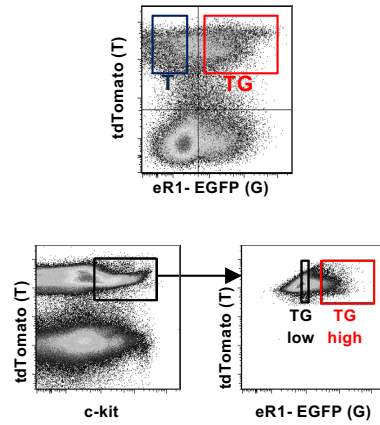 tdTomato (T)
T
TG
eR1- EGFP (G)
tdTomato (T)
c-kit
tdTomato (T)
TG TG
low high
eR1- EGFP (G)